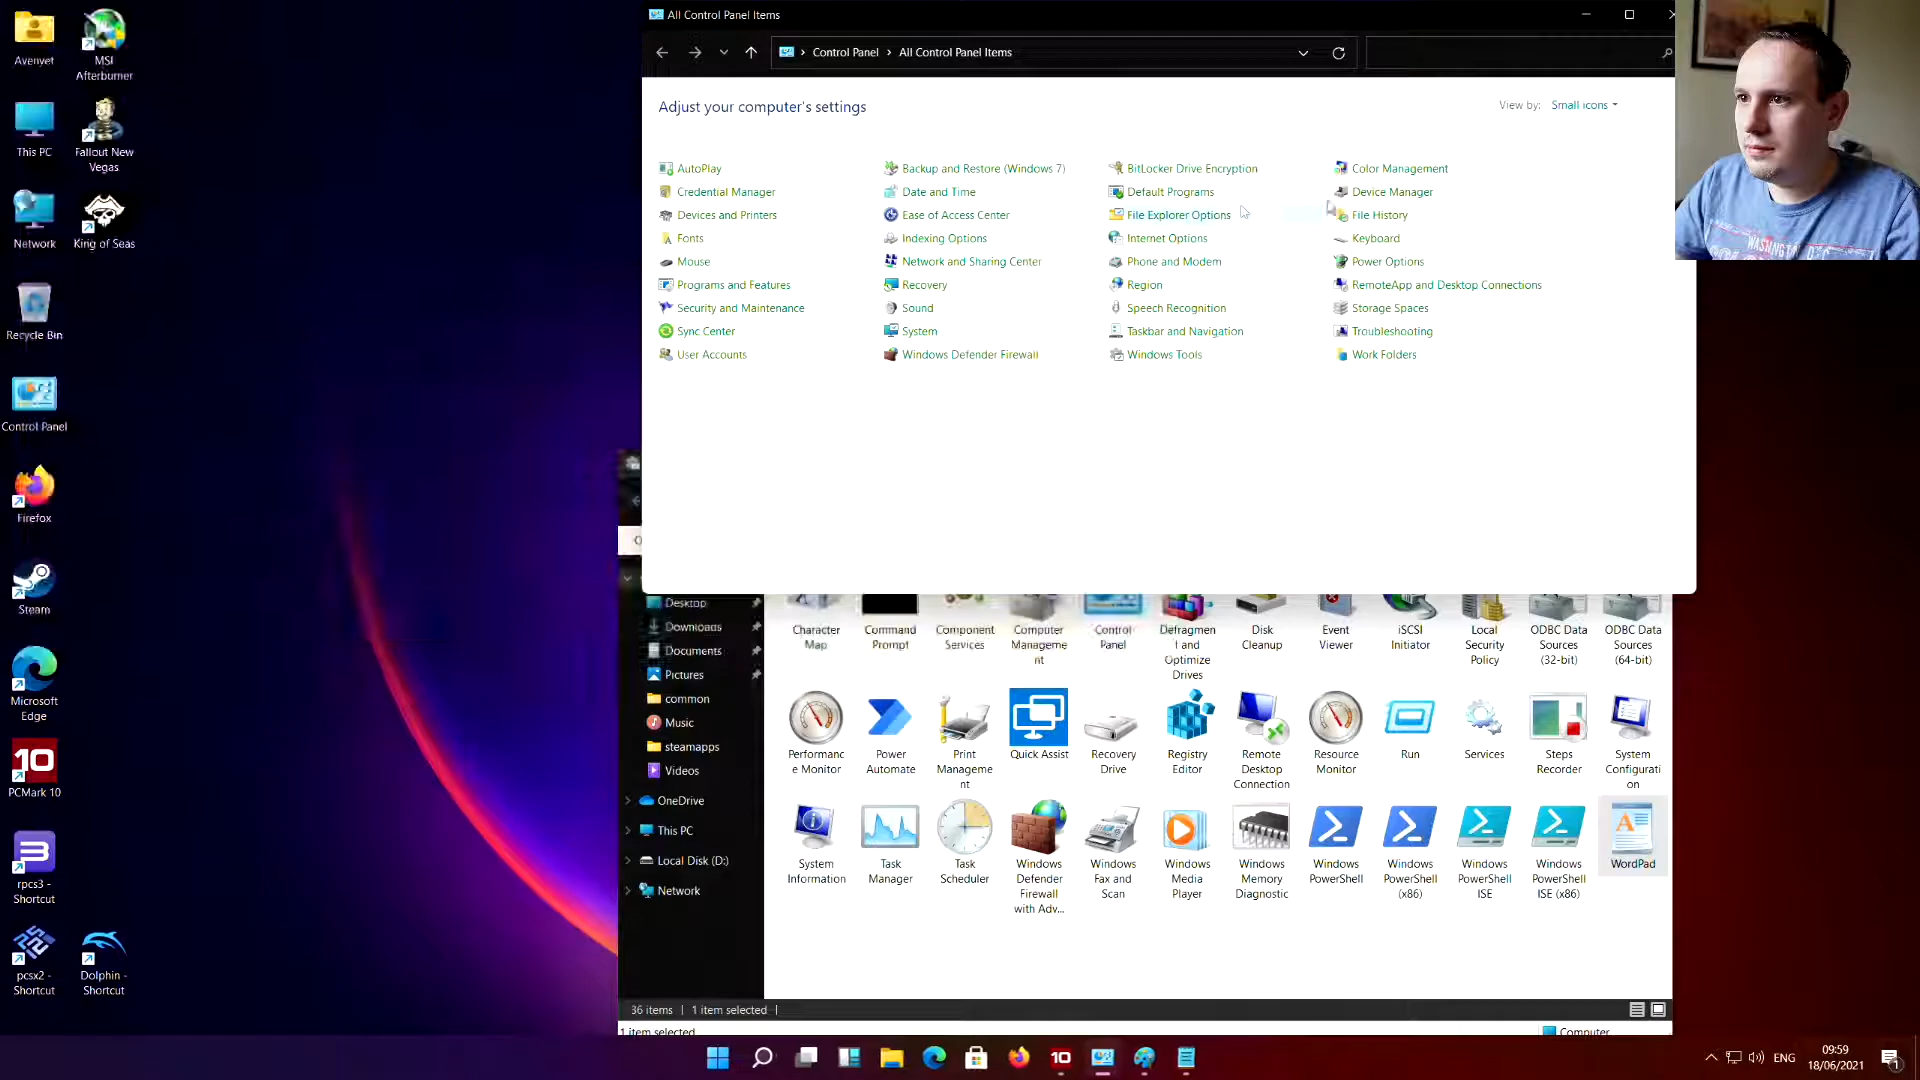 All Control Panel Items
Control Panel > All Control Panel Items
Adjust your computer's settings
View by: Small icons
AutoPlay
Backup and Restore (Windows 7)
BitLocker Drive Encryption
Color Management
Credential Manager
Date and Time
Default Programs
Device Manager
Devices and Printers
Ease of Access Center
File Explorer Options
File History
Fonts
Indexing Options
Internet Options
Keyboard
Mouse
Network and Sharing Center
Phone and Modem
Power Options
Programs and Features
Recovery
Region
RemoteApp and Desktop Connections
Security and Maintenance
Sound
Speech Recognition
Storage Spaces
Sync Center
System
Taskbar and Navigation
Troubleshooting
User Accounts
Windows Defender Firewall
Windows Tools
Work Folders
Avenvet
MSI
Afterburner
This PC
Fallout New
Vegas
Network
King of Seas
Recycle Bin
Control Panel
Firefox
Steam
Microsoft
Edge
10
PCMark 10
rpcs3 -
Shortcut
pcsx2 -
Shortcut
Dolphin -
Shortcut
WASHINGT
Desktop
Downloads
Documents
Pictures
common
Music
steamapps
Videos
OneDrive
This PC
Local Disk (D:)
Network
Character
Map
Command
Prompt
Component
Services
Computer
Manageme
nt
Control
Panel
Defragmen
t and
Optimize
Drives
Disk
Cleanup
Event
Viewer
iSCSI
Initiator
Local
Security
Policy
ODBC Data
Sources
(32-bit)
ODBC Data
Sources
(64-bit)
Performanc
e Monitor
Power
Automate
Print
Manageme
nt
Quick Assist
Recovery
Drive
Registry
Editor
Remote
Desktop
Connection
Resource
Monitor
Run
Services
Steps
Recorder
System
Configurati
on
System
Information
Task
Manager
Task
Scheduler
Windows
Defender
Firewall
with Adv...
Windows
Fax and
Scan
Windows
Media
Player
Windows
Memory
Diagnostic
Windows
PowerShell
Windows
PowerShell
(x86)
Windows
PowerShell
ISE
Windows
PowerShell
ISE (x86)
WordPad
36 items | 1 item selected |
1 item selected
Computer
10
ENG
09:59
18/06/2021
1